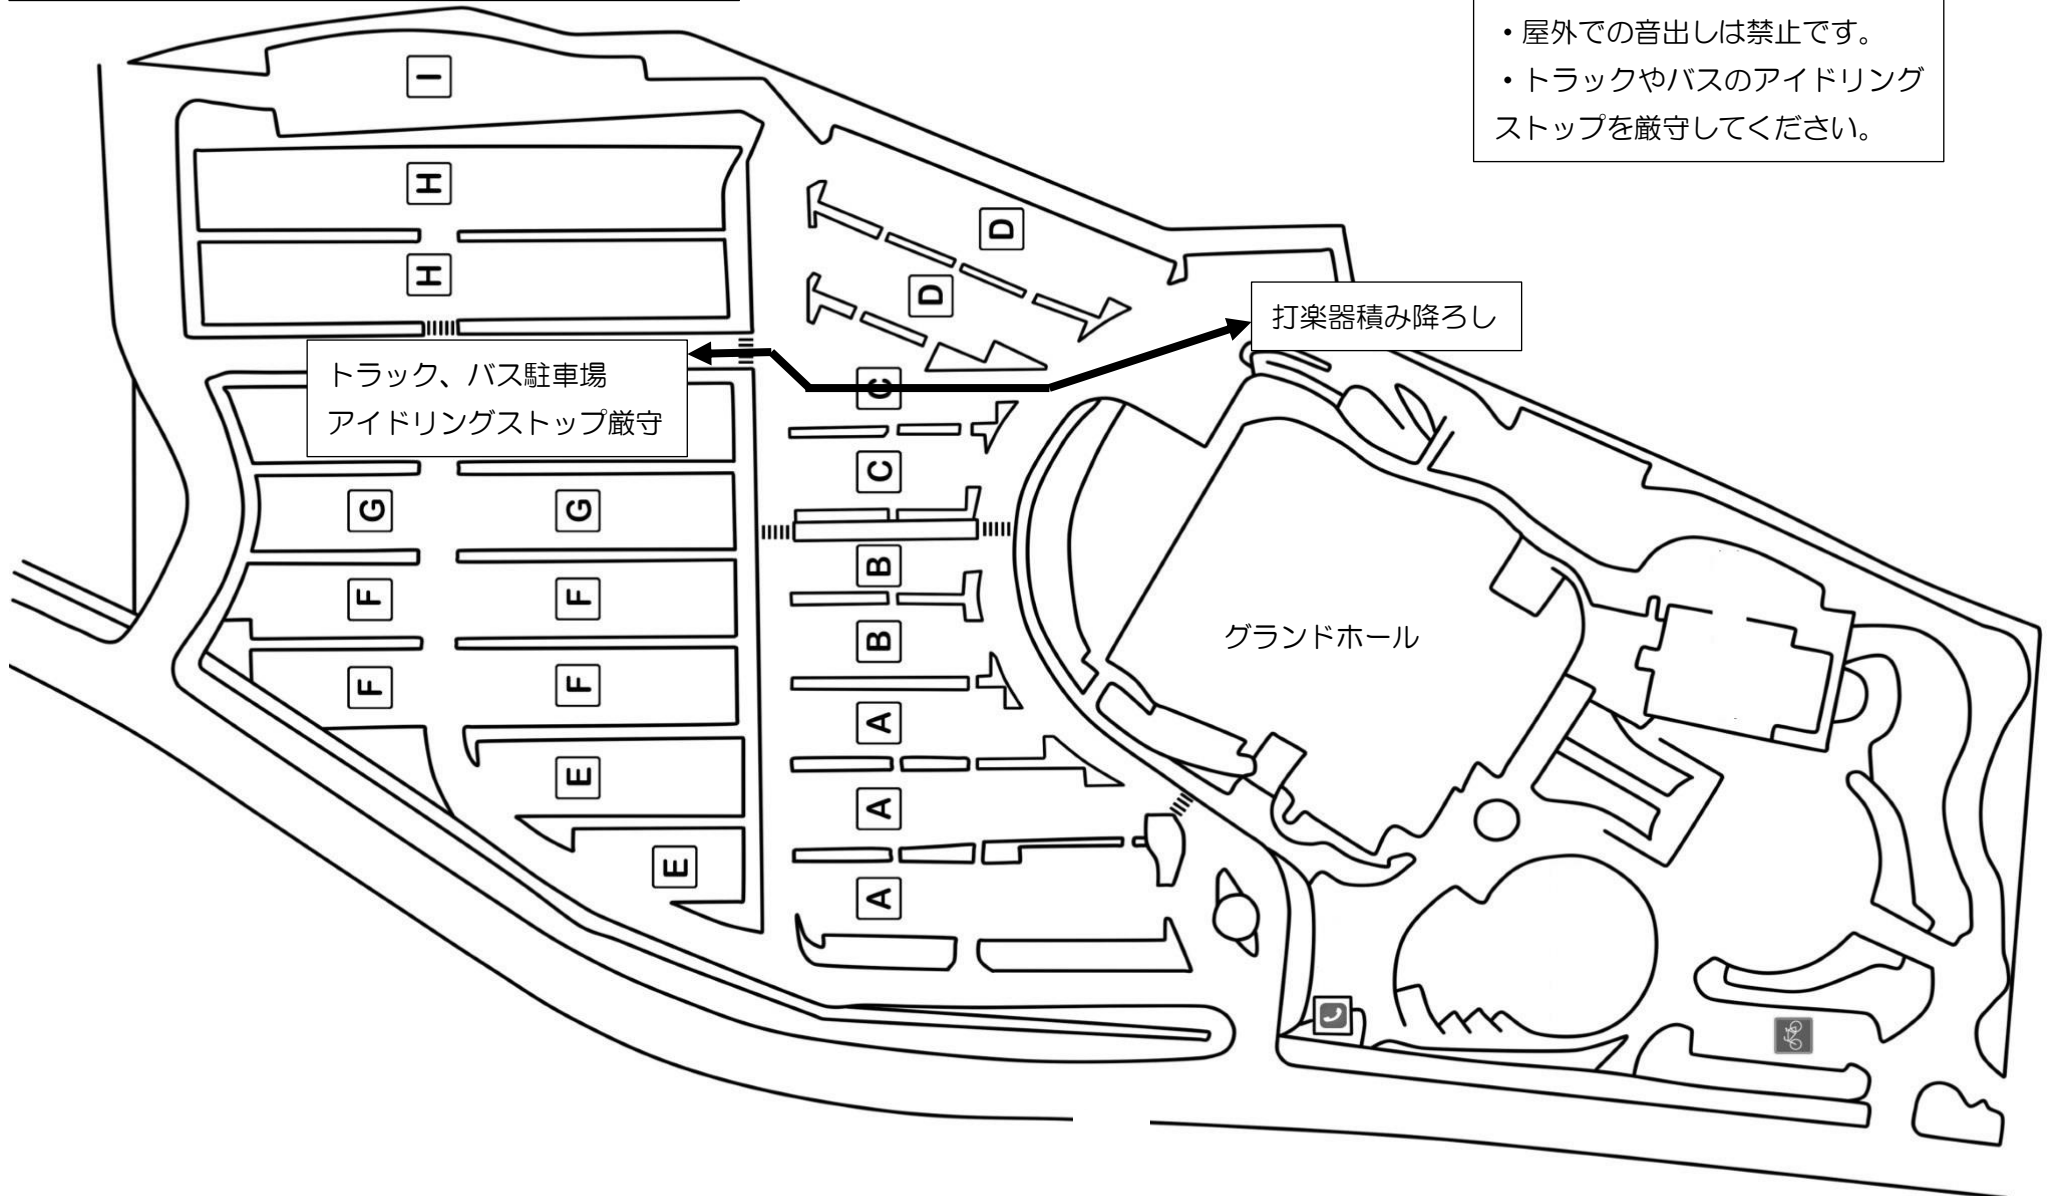 ・屋外での音出しは禁止です。
・トラックやバスのアイドリング
ストップを厳守してください。
I
H
D
H
D
打楽器積み降ろし
トラック、バス駐車場
アイドリングストップ厳守
C
C
G
G
B
F
F
B
グランドホール
F
F
A
E
A
E
A